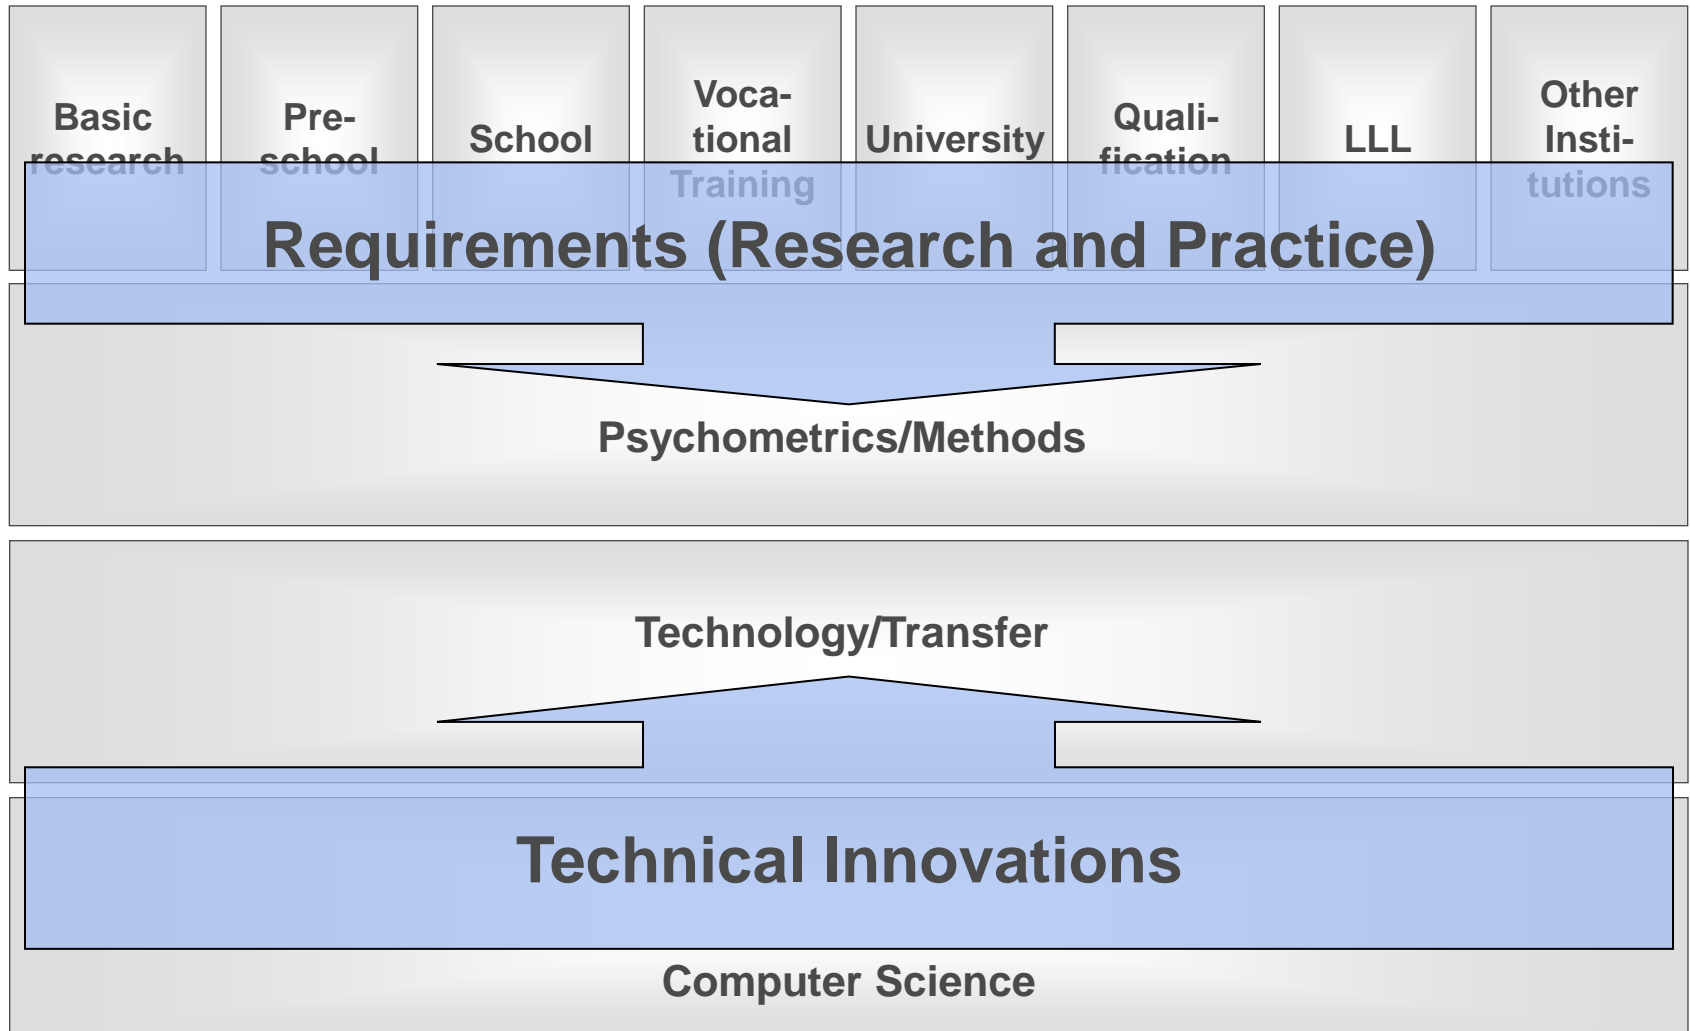 Basic
research
Pre-
school
School
Voca-
tional
Training
University
Quali-
fication
LLL
Other
Insti-
tutions
Requirements (Research and Practice)
Psychometrics/Methods
Technology/Transfer
Technical Innovations
Computer Science